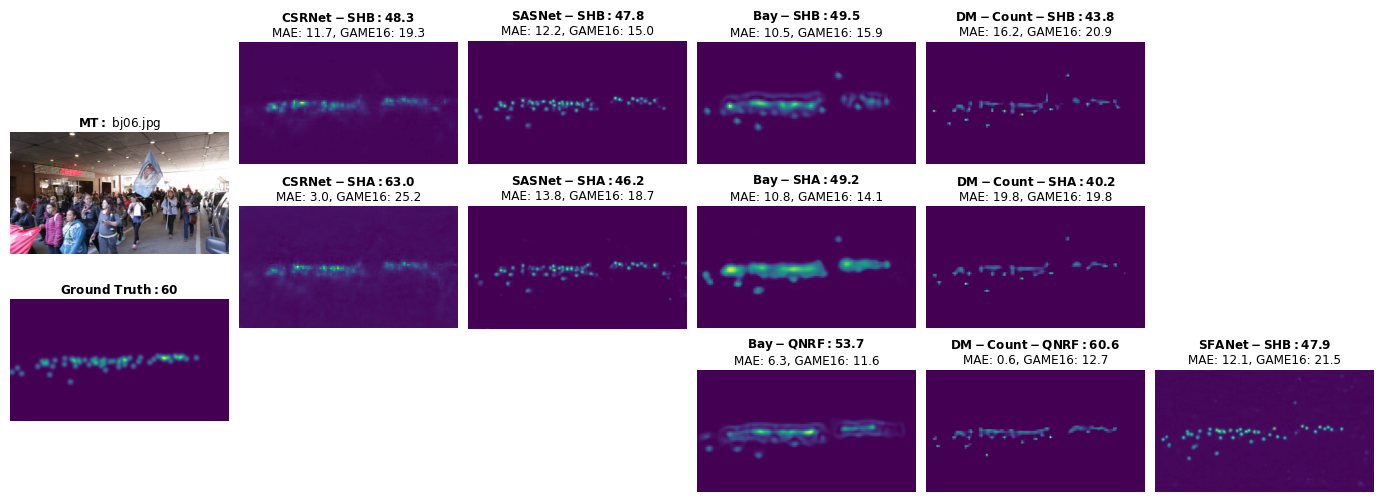 CSRNet − SHB : 48.3
MAE: 11.7, GAME16: 19.3
SASNet − SHB : 47.8
MAE: 12.2, GAME16: 15.0
Bay − SHB : 49.5
MAE: 10.5, GAME16: 15.9
DM − Count − SHB : 43.8
MAE: 16.2, GAME16: 20.9
MT : bj06.jpg
CSRNet − SHA : 63.0
MAE: 3.0, GAME16: 25.2
SASNet − SHA : 46.2
MAE: 13.8, GAME16: 18.7
Bay − SHA : 49.2
MAE: 10.8, GAME16: 14.1
DM − Count − SHA : 40.2
MAE: 19.8, GAME16: 19.8
Ground Truth : 60
Bay − QNRF : 53.7
MAE: 6.3, GAME16: 11.6
DM − Count − QNRF : 60.6
MAE: 0.6, GAME16: 12.7
SFANet − SHB : 47.9
MAE: 12.1, GAME16: 21.5